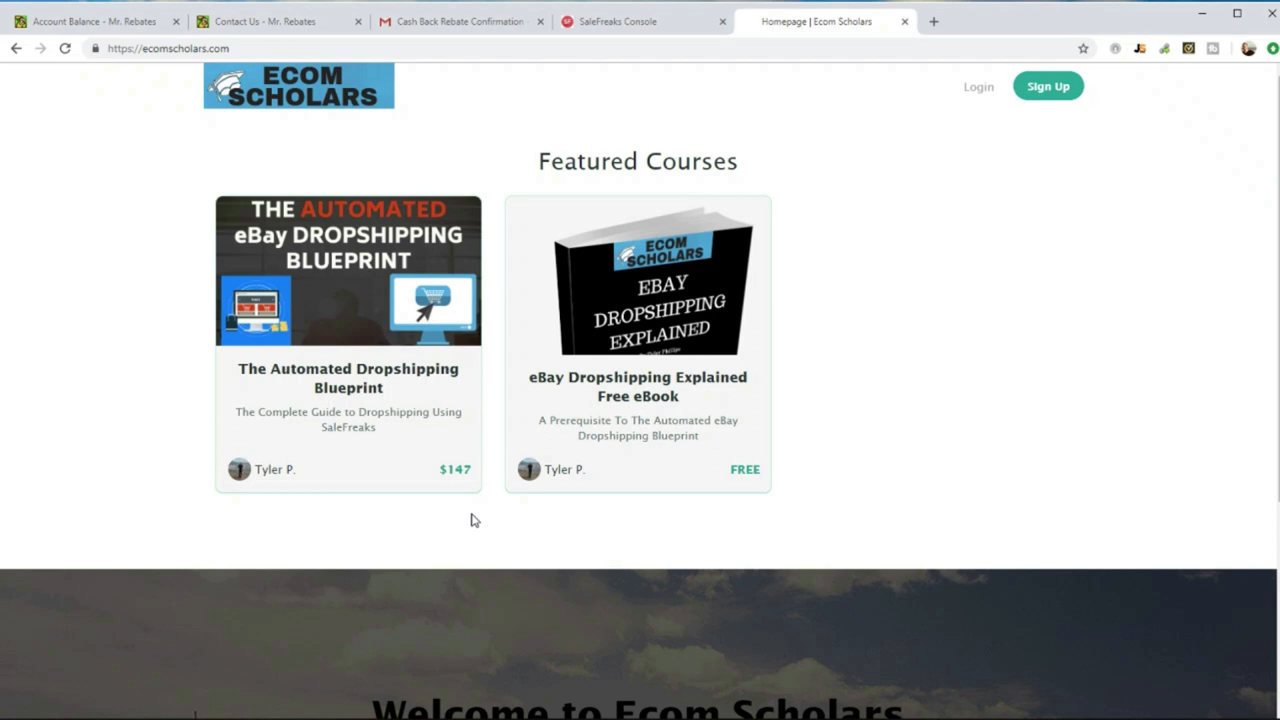 Account Balance - Mr. Rebates
Contact Us - Mr. Rebates
Cash Back Rebate Confirmation
SaleFreaks Console
Homepage | Ecom Scholars
https://ecomscholars.com
ECOM
SCHOLARS
Login
Sign Up
Featured Courses
THE AUTOMATED
eBay DROPSHIPPING
BLUEPRINT
The Automated Dropshipping
Blueprint
The Complete Guide to Dropshipping Using
SaleFreaks
Tyler P.
$147
ECOM
SCHOLARS
EBAY
DROPSHIPPING
EXPLAINED
eBay Dropshipping Explained
Free eBook
A Prerequisite To The Automated eBay
Dropshipping Blueprint
Tyler P.
FREE
Welcome to Ecom Scholars